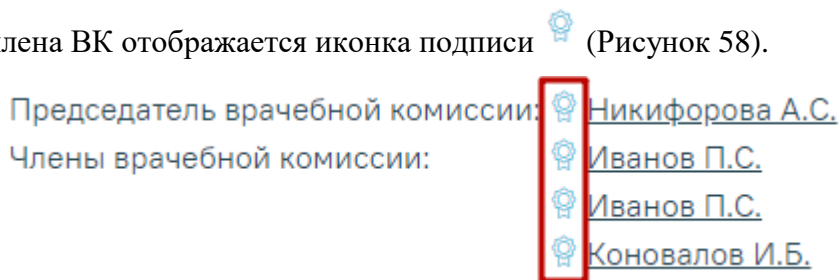 лена ВК отображается иконка подписи (Рисунок 58).
Председатель врачебной комиссии: Никифорова А.С.
Члены врачебной комиссии: Иванов П.С.
Иванов П.С.
Коновалов И.Б.